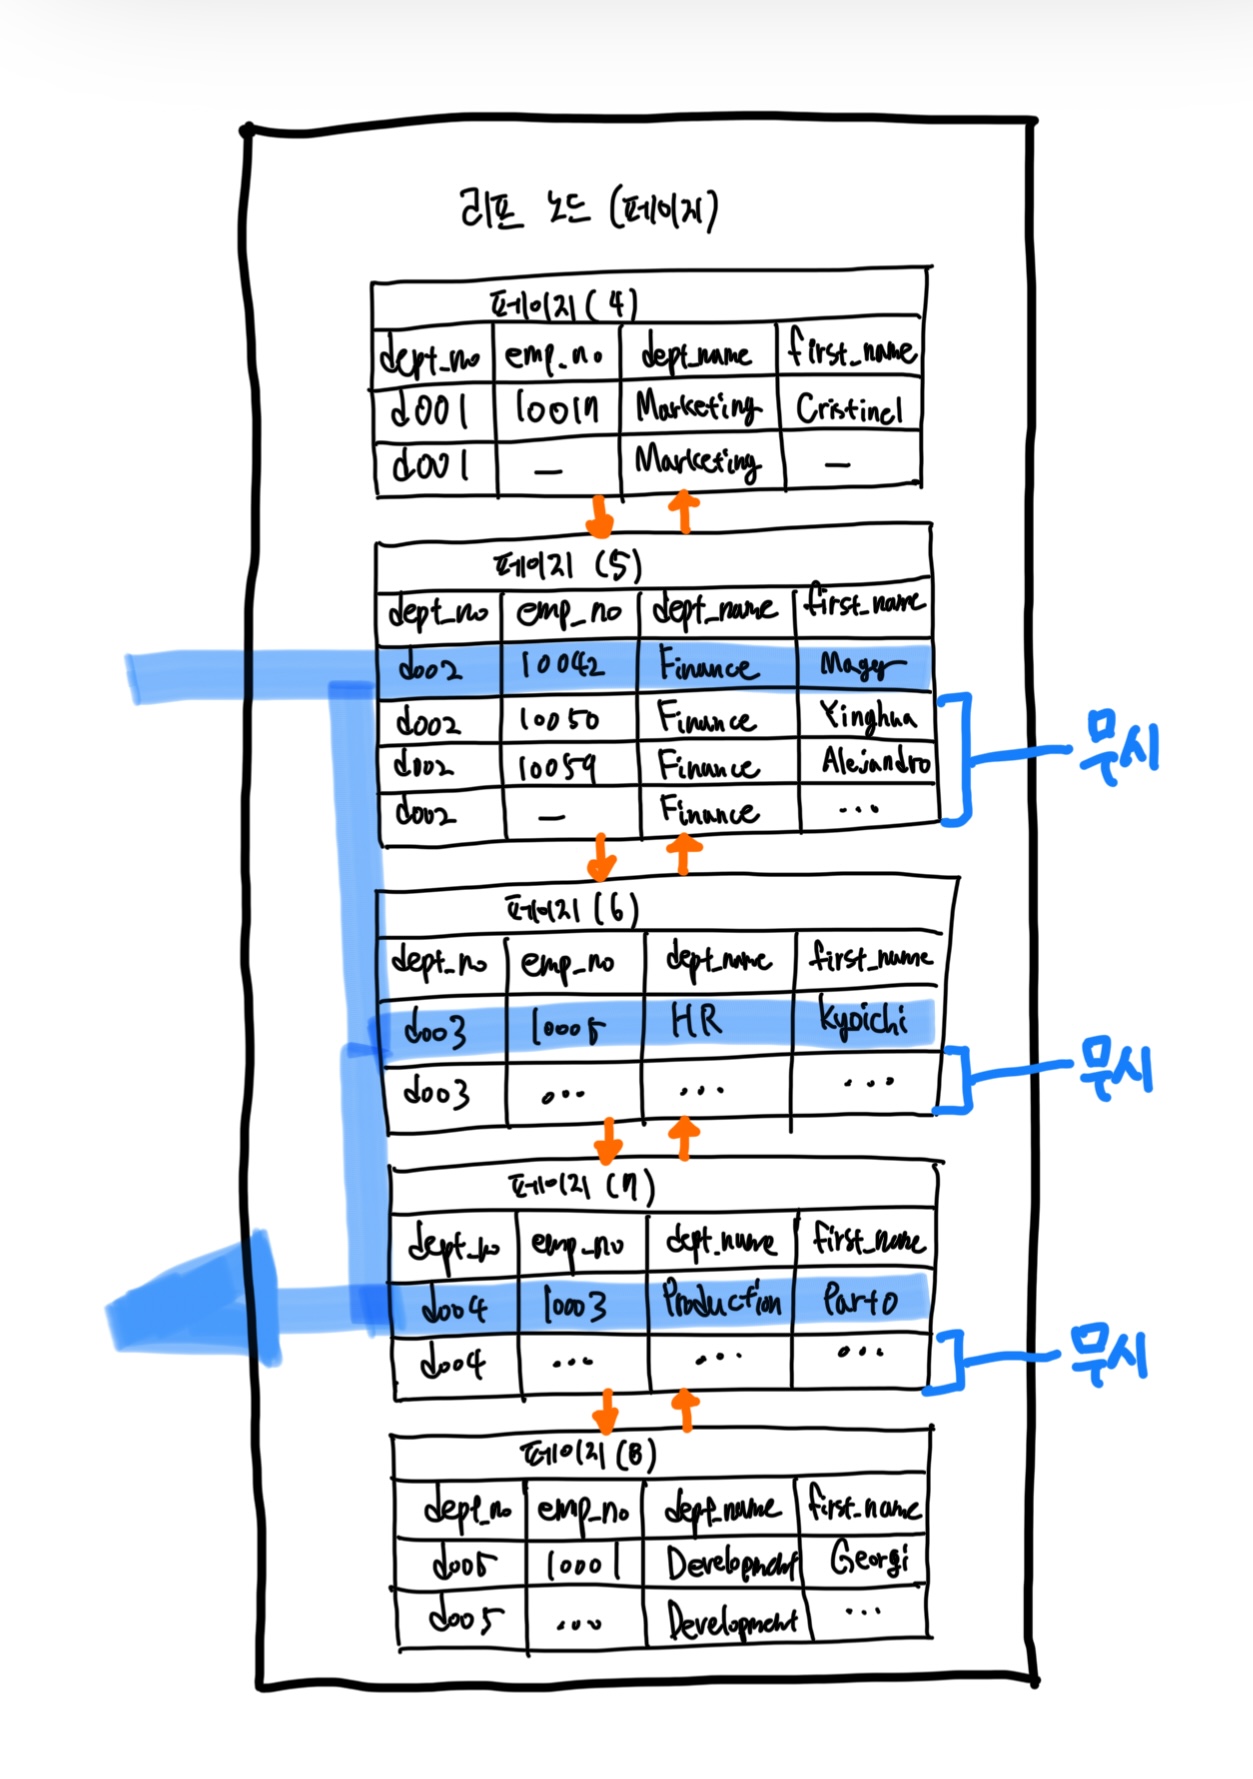 리프 노드 (페이지)
페이지 (4)
dept_no emp_no dept_name first_name
d001 10017 Marketing Cristinel
d001 — Marketing —
페이지 (5)
dept_no emp_no dept_name first_name
d002 10042 Finance Magy
d002 10050 Finance Yinghua
무시
d002 10059 Finance Alejandro
d002 — Finance ...
페이지 (6)
dept_no emp_no dept_name first_name
d003 10005 HR Kyoichi
d003 ... ... ...
무시
페이지 (7)
dept_no emp_no dept_name first_name
d004 10003 Production Parto
d004 ... ... ...
무시
페이지 (8)
dept_no emp_no dept_name first_name
d005 10001 Development Georgi
d005 ... Development ...